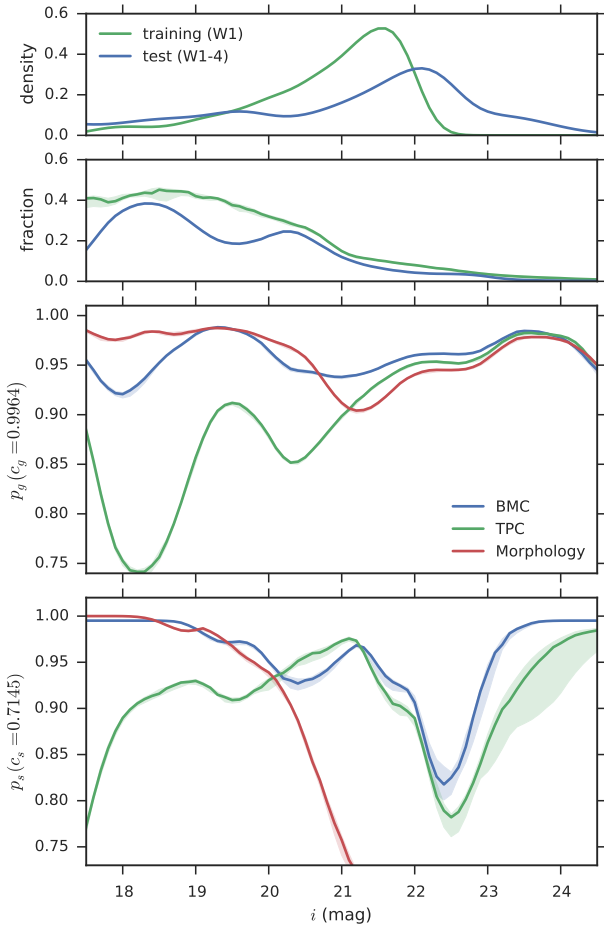 0.6
0.4
0.2
0.0
density
training (W1)
test (W1-4)
0.6
0.4
0.2
0.0
fraction
1.00
0.95
0.90
0.85
0.80
0.75
p_g (c_g = 0.9964)
BMC
TPC
Morphology
1.00
0.95
0.90
0.85
0.80
0.75
p_s (c_s = 0.7145)
18 19 20 21 22 23 24
i (mag)